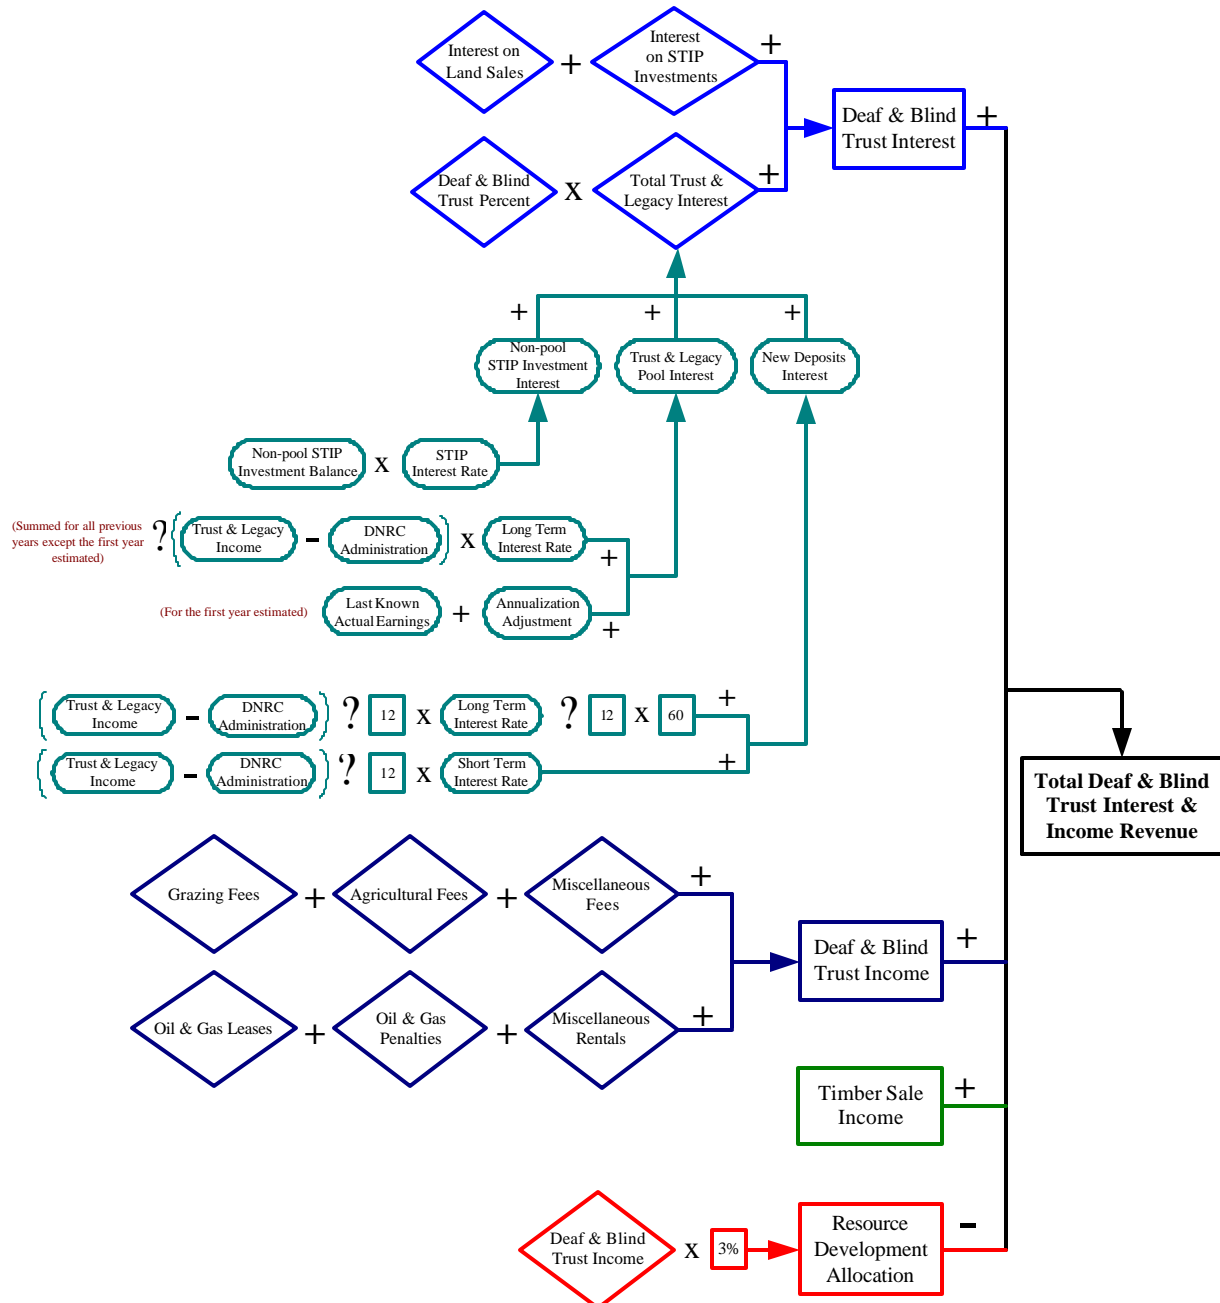 Interest on
Land Sales
+
Interest
on STIP
Investments
+
Deaf & Blind
Trust Interest
+
Deaf & Blind
Trust Percent
X
Total Trust &
Legacy Interest
+
+
+
+
Non-pool
STIP Investment
Interest
Trust & Legacy
Pool Interest
New Deposits
Interest
Non-pool STIP
Investment Balance
X
STIP
Interest Rate
(Summed for all previous
years except the first year
estimated)
? (
Trust & Legacy
Income
-
DNRC
Administration
)
X
Long Term
Interest Rate
+
(For the first year estimated)
Last Known
Actual Earnings
+
Annualization
Adjustment
+
(
Trust & Legacy
Income
-
DNRC
Administration
)
?
12
X
Long Term
Interest Rate
?
12
X
60
+
(
Trust & Legacy
Income
-
DNRC
Administration
)
?
12
X
Short Term
Interest Rate
+
Total Deaf & Blind
Trust Interest &
Income Revenue
Grazing Fees
+
Agricultural Fees
+
Miscellaneous
Fees
+
Deaf & Blind
Trust Income
+
Oil & Gas Leases
+
Oil & Gas
Penalties
+
Miscellaneous
Rentals
+
Timber Sale
Income
+
Deaf & Blind
Trust Income
X
3%
Resource
Development
Allocation
-